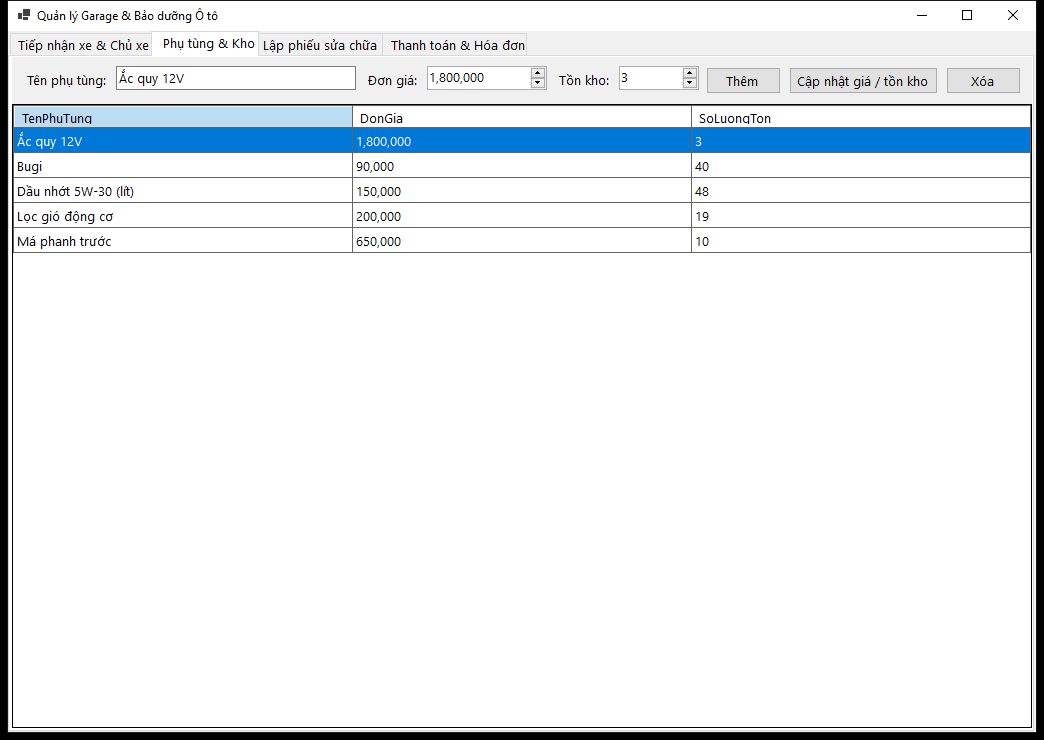 Quản lý Garage & Bảo dưỡng Ô tô
Tiếp nhận xe & Chủ xe Phụ tùng & Kho Lập phiếu sửa chữa Thanh toán & Hóa đơn
Tên phụ tùng: Ắc quy 12V Đơn giá: 1,800,000 Tồn kho: 3 Thêm Cập nhật giá / tồn kho Xóa
TenPhuTung DonGia SoLuongTon
Ắc quy 12V 1,800,000 3
Bugi 90,000 40
Dầu nhớt 5W-30 (lít) 150,000 48
Lọc gió động cơ 200,000 19
Má phanh trước 650,000 10